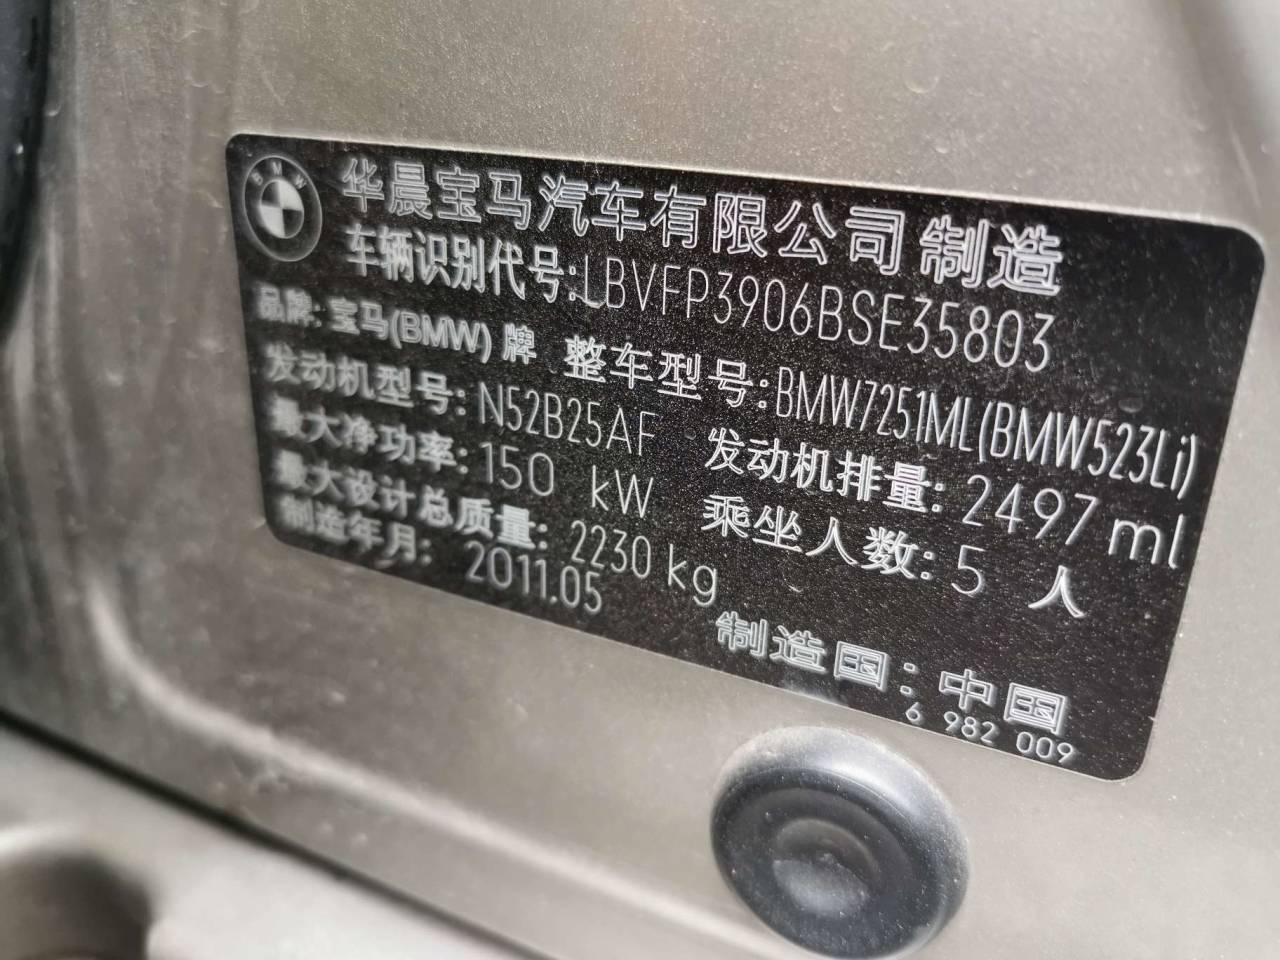 BMW
华晨宝马汽车有限公司 制造
车辆识别代号:LBVFP3906BSE35803
品牌: 宝马(BMW) 牌 整车型号:BMW7251ML(BMW523Li)
发动机型号: N52B25AF 发动机排量: 2497 ml
最大净功率: 150 kW 乘坐人数: 5 人
最大设计总质量: 2230 kg
制造年月: 2011.05
制造国: 中国
6 982 009